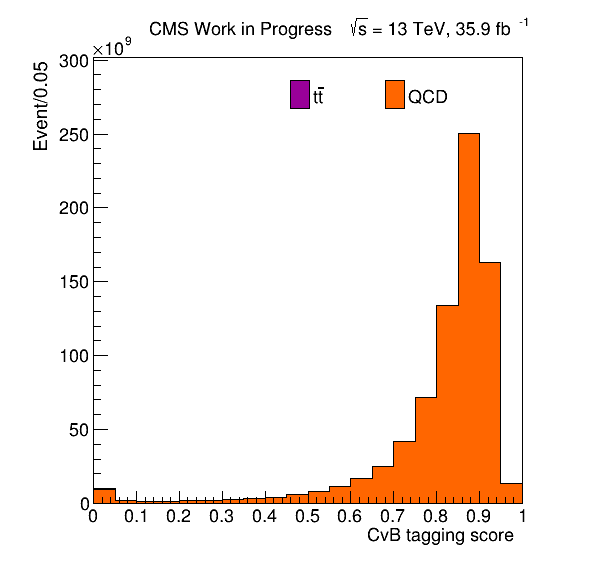 CMS Work in Progress √s = 13 TeV, 35.9 fb⁻¹
×10⁹
Event/0.05
300
250
200
150
100
50
0
tt̄
QCD
0 0.1 0.2 0.3 0.4 0.5 0.6 0.7 0.8 0.9 1
CvB tagging score